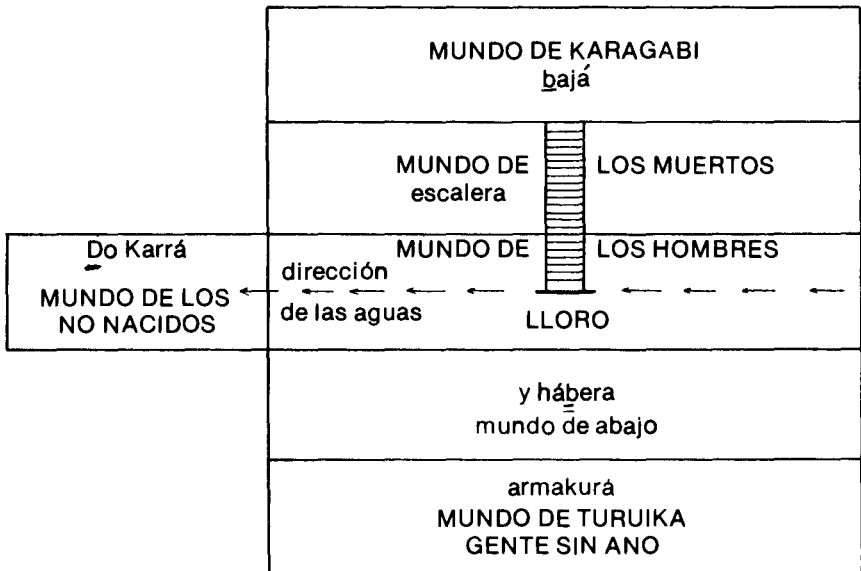 MUNDO DE KARAGABI
bajá
MUNDO DE LOS MUERTOS
escalera
Do Karrá
MUNDO DE LOS HOMBRES
dirección
MUNDO DE LOS
NO NACIDOS
de las aguas
LLORO
y hábera
mundo de abajo
armakurá
MUNDO DE TURUIKA
GENTE SIN ANO